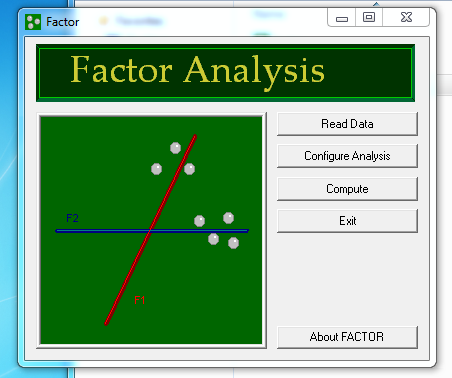 Factor
Factor Analysis
Read Data
Configure Analysis
Compute
Exit
F2
F1
About FACTOR